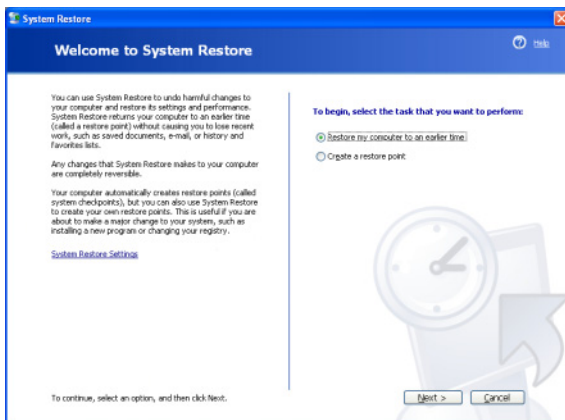 System Restore
Welcome to System Restore
Help
You can use System Restore to undo harmful changes to
your computer and restore its settings and performance.
System Restore returns your computer to an earlier time
(called a restore point) without causing you to lose recent
work, such as saved documents, e-mail, or history and
favorites lists.
Any changes that System Restore makes to your computer
are completely reversible.
Your computer automatically creates restore points (called
system checkpoints), but you can also use System Restore
to create your own restore points. This is useful if you are
about to make a major change to your system, such as
installing a new program or changing your registry.
System Restore Settings
To begin, select the task that you want to perform:
Restore my computer to an earlier time
Create a restore point
To continue, select an option, and then click Next.
Next >
Cancel